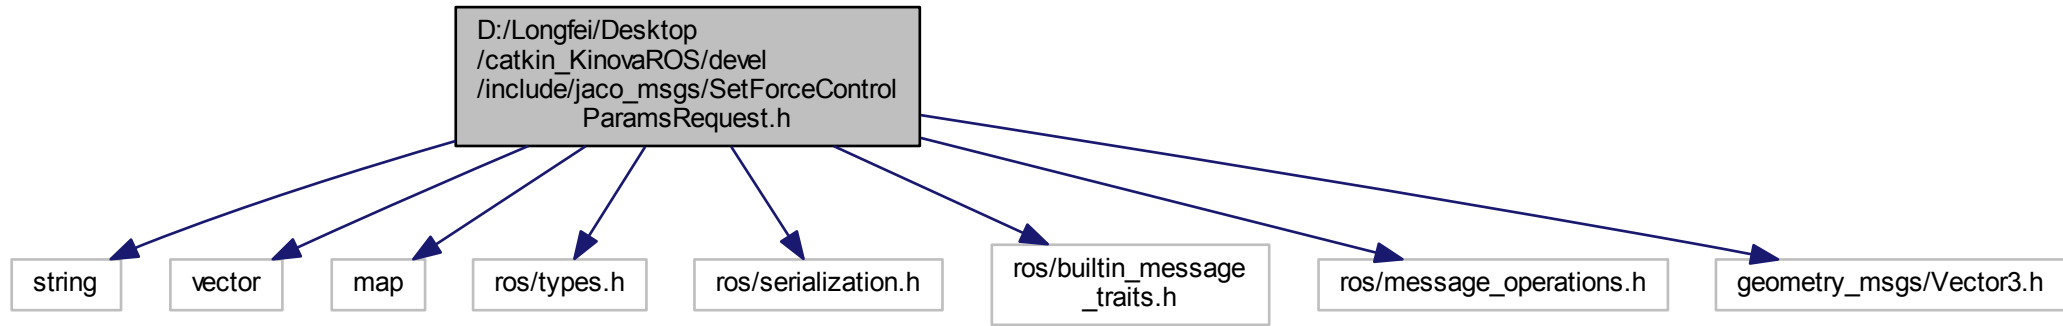 D:/Longfei/Desktop
/catkin_KinovaROS/devel
/include/jaco_msgs/SetForceControl
ParamsRequest.h
string
vector
map
ros/types.h
ros/serialization.h
ros/builtin_message
_traits.h
ros/message_operations.h
geometry_msgs/Vector3.h